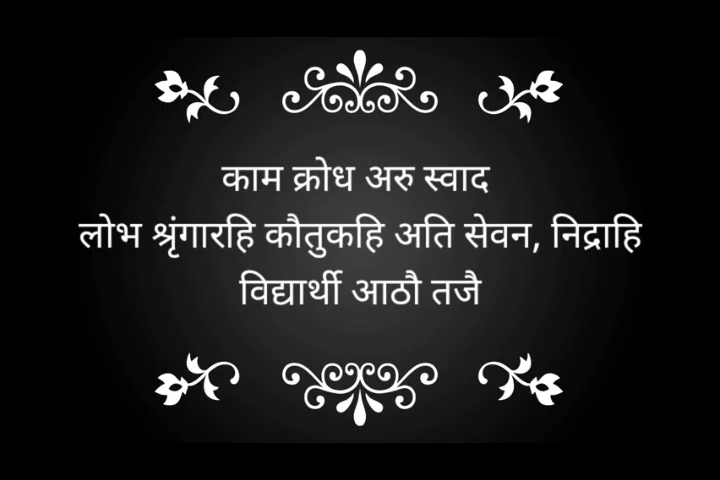 काम क्रोध अरु स्वाद
लोभ श्रृंगारहि कौतुकहि अति सेवन, निद्राहि
विद्यार्थी आठौ तजै